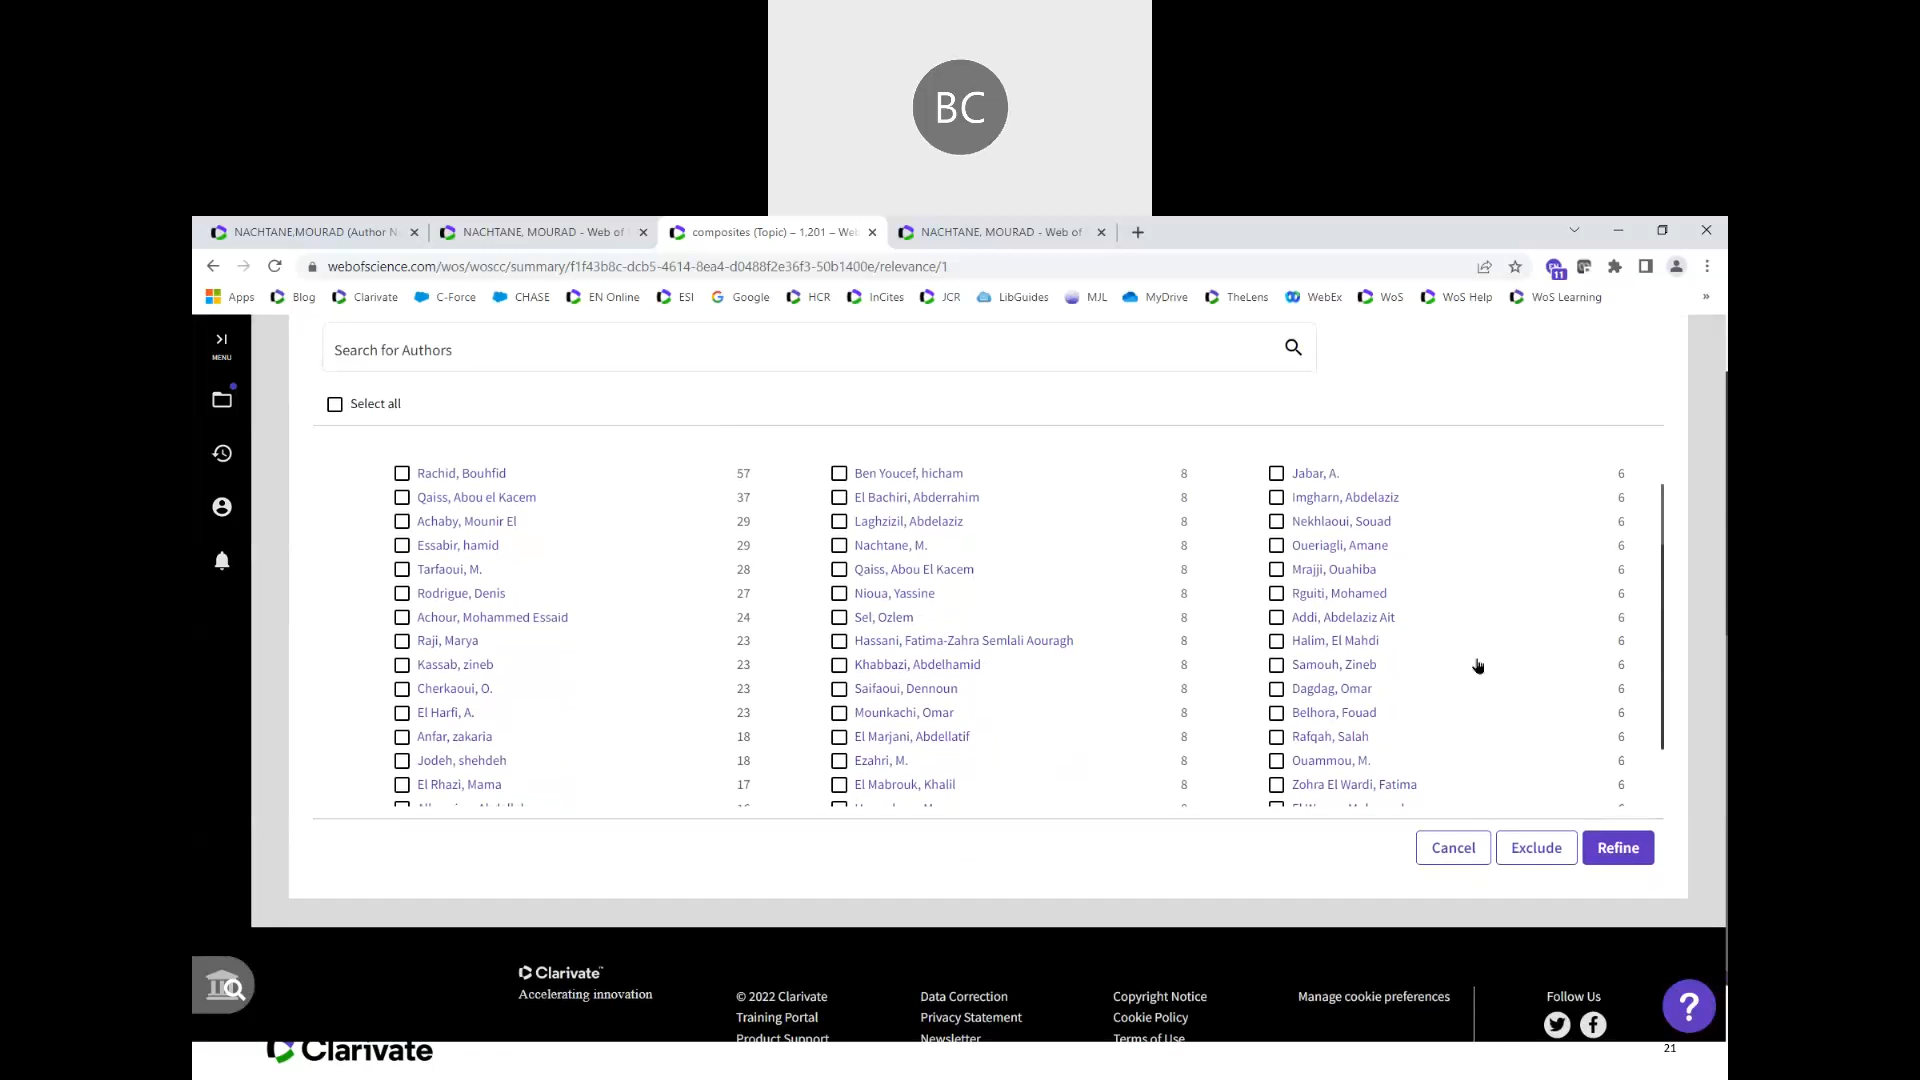 BC
NACHTANE,MOURAD (Author N
NACHTANE, MOURAD - Web of
composites (Topic) – 1,201 – Web
NACHTANE, MOURAD - Web of
webofscience.com/wos/woscc/summary/f1f43b8c-dcb5-4614-8ea4-d0488f2e36f3-50b1400e/relevance/1
11
Apps Blog Clarivate C-Force CHASE EN Online ESI Google HCR InCites JCR LibGuides MJL MyDrive TheLens WebEx WoS WoS Help WoS Learning »
MENU
Search for Authors
Select all
Rachid, Bouhfid 57
Qaiss, Abou el Kacem 37
Achaby, Mounir El 29
Essabir, hamid 29
Tarfaoui, M. 28
Rodrigue, Denis 27
Achour, Mohammed Essaid 24
Raji, Marya 23
Kassab, zineb 23
Cherkaoui, O. 23
El Harfi, A. 23
Anfar, zakaria 18
Jodeh, shehdeh 18
El Rhazi, Mama 17
Ben Youcef, hicham 8
El Bachiri, Abderrahim 8
Laghzizil, Abdelaziz 8
Nachtane, M. 8
Qaiss, Abou El Kacem 8
Nioua, Yassine 8
Sel, Ozlem 8
Hassani, Fatima-Zahra Semlali Aouragh 8
Khabbazi, Abdelhamid 8
Saifaoui, Dennoun 8
Mounkachi, Omar 8
El Marjani, Abdellatif 8
Ezahri, M. 8
El Mabrouk, Khalil 8
Jabar, A. 6
Imgharn, Abdelaziz 6
Nekhlaoui, Souad 6
Oueriagli, Amane 6
Mrajji, Ouahiba 6
Rguiti, Mohamed 6
Addi, Abdelaziz Ait 6
Halim, El Mahdi 6
Samouh, Zineb 6
Dagdag, Omar 6
Belhora, Fouad 6
Rafqah, Salah 6
Ouammou, M. 6
Zohra El Wardi, Fatima 6
Cancel
Exclude
Refine
Clarivate™
Accelerating innovation
© 2022 Clarivate
Training Portal
Product Support
Data Correction
Privacy Statement
Newsletter
Copyright Notice
Cookie Policy
Terms of Use
Manage cookie preferences
Follow Us
?
Clarivate
21